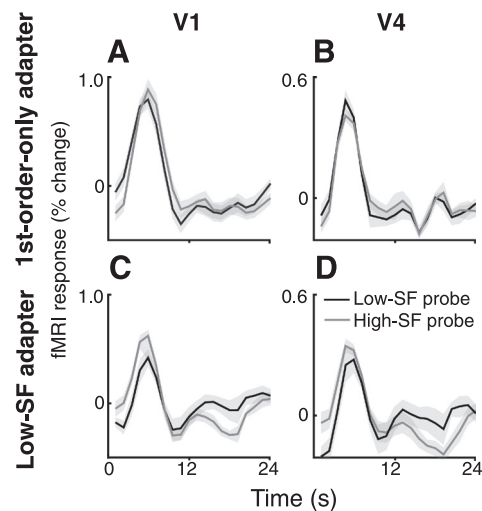 V1
V4
1st-order-only adapter
Low-SF adapter
fMRI response (% change)
A
1.0
0
B
0.6
0
C
1.0
0
0
12
24
D
0.6
0
12
24
Low-SF probe
High-SF probe
Time (s)